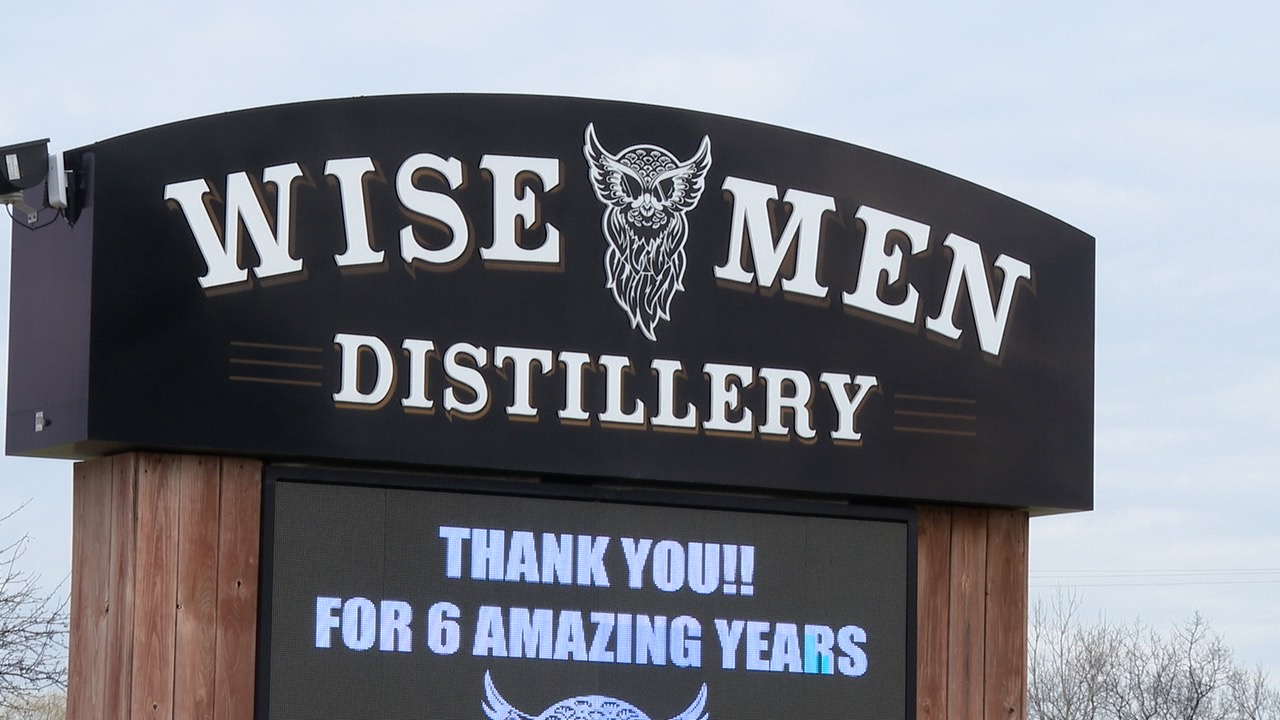 WISE MEN
DISTILLERY
THANK YOU!!
FOR 6 AMAZING YEARS